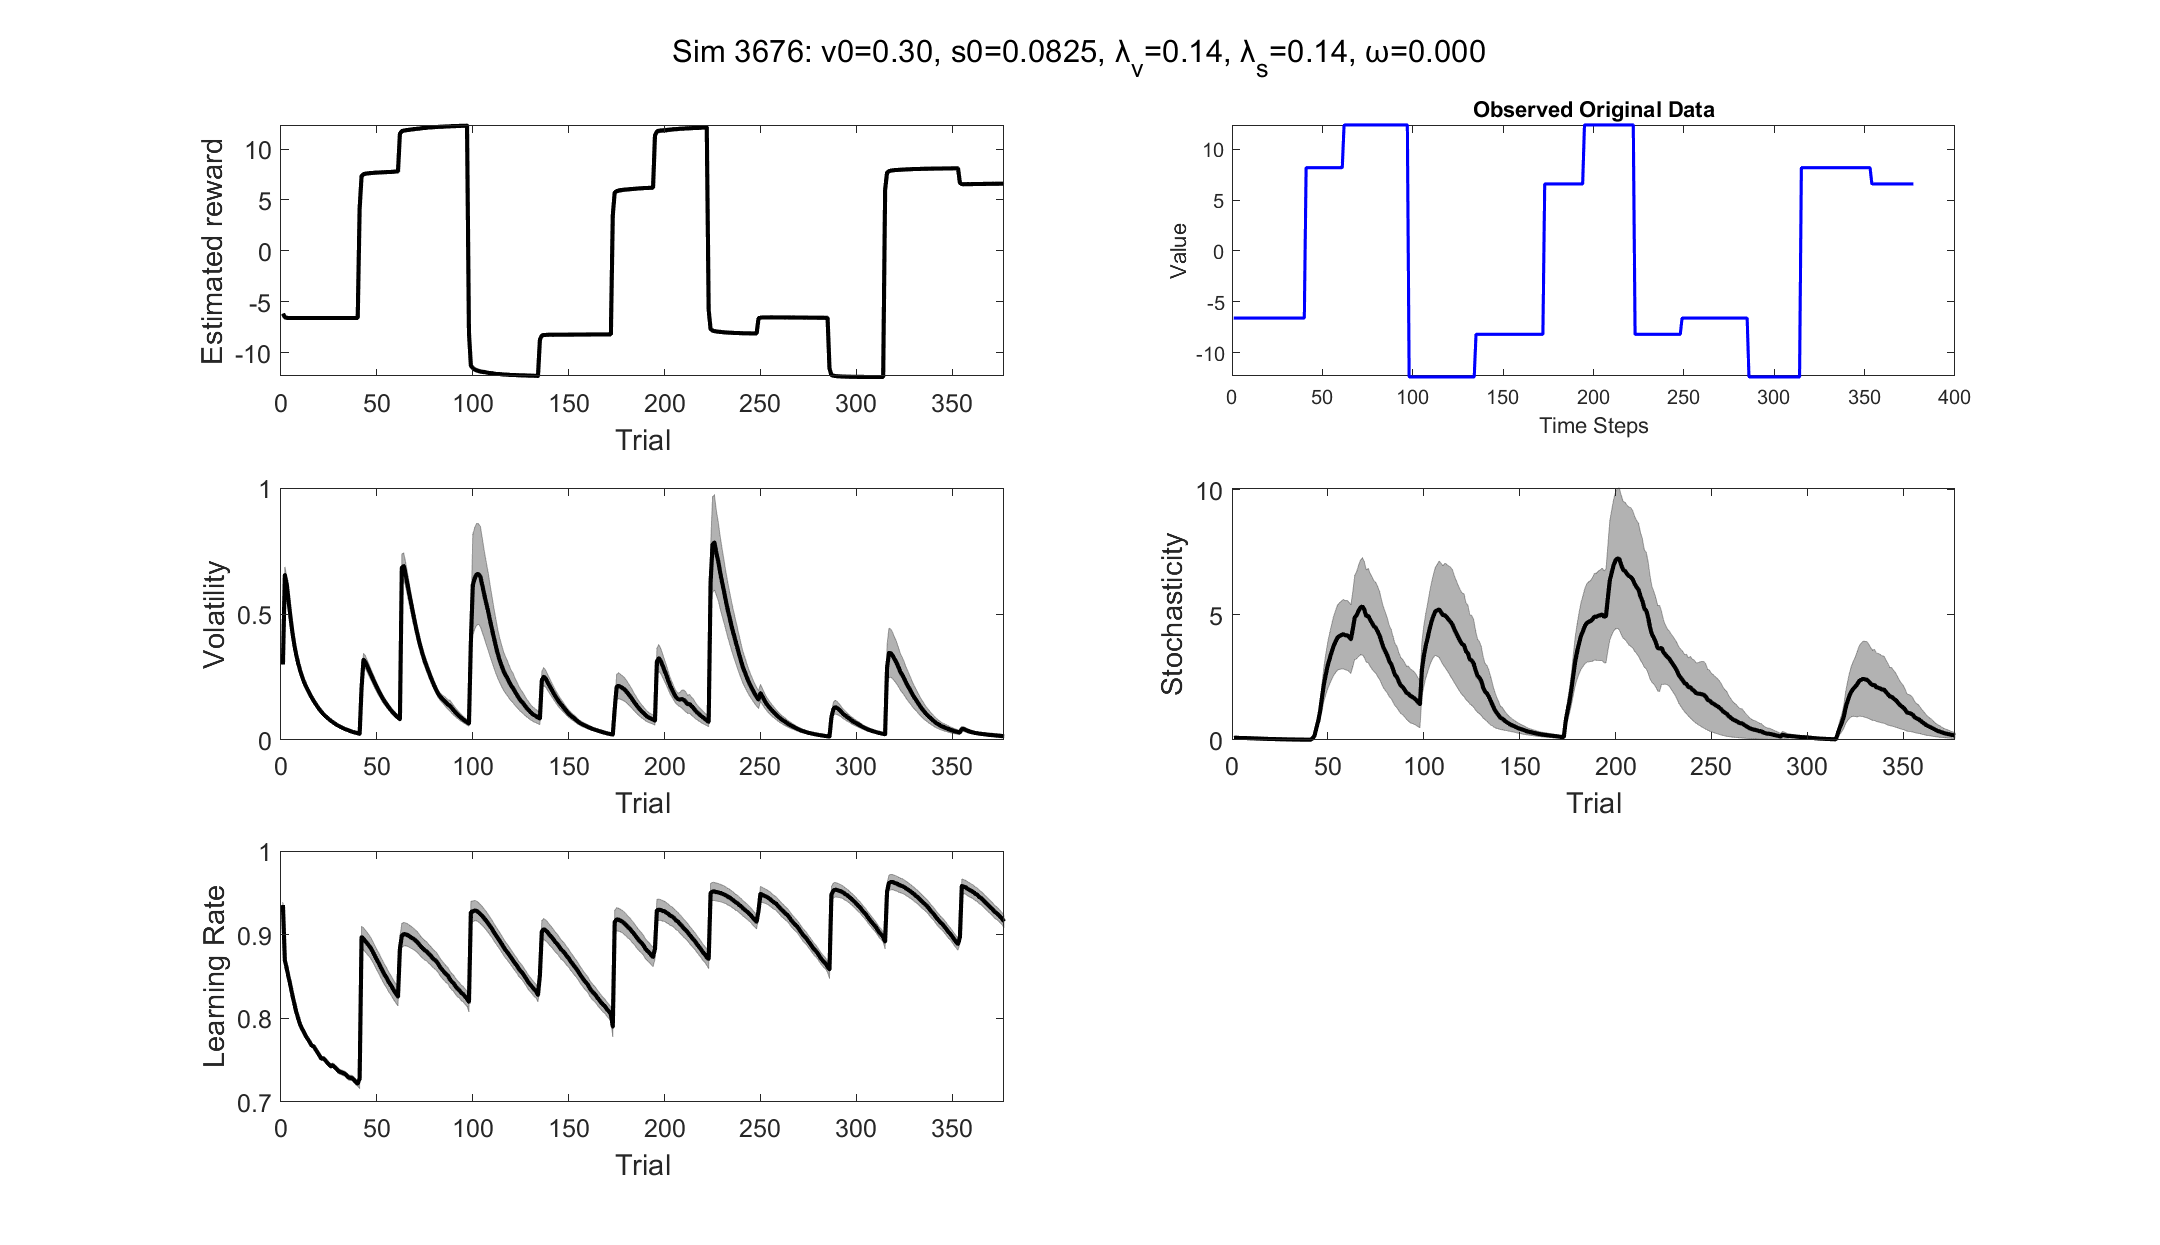 Sim 3676: v0=0.30, s0=0.0825, λ_v=0.14, λ_s=0.14, ω=0.000
Estimated reward
10
5
0
-5
-10
0 50 100 150 200 250 300 350
Trial
Observed Original Data
Value
10
5
0
-5
-10
0 50 100 150 200 250 300 350 400
Time Steps
Volatility
1
0.5
0
0 50 100 150 200 250 300 350
Trial
Stochasticity
10
5
0
0 50 100 150 200 250 300 350
Trial
Learning Rate
1
0.9
0.8
0.7
0 50 100 150 200 250 300 350
Trial